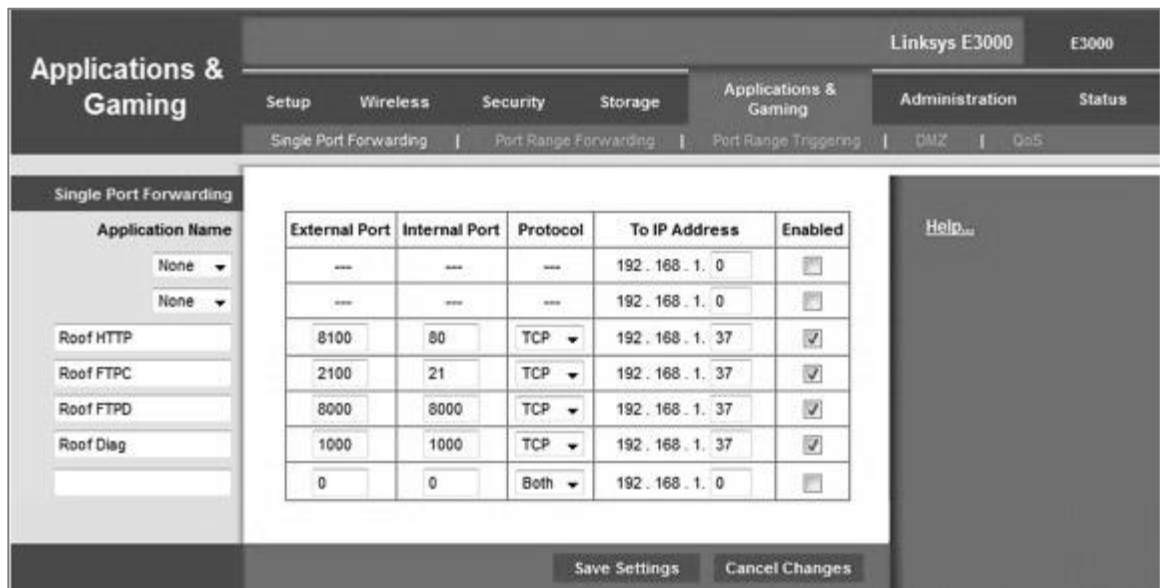 Linksys E3000 E3000
Applications & Gaming
Setup Wireless Security Storage Applications & Gaming Administration Status
Single Port Forwarding | Port Range Forwarding | Port Range Triggering | DMZ | QoS
Single Port Forwarding
Application Name External Port Internal Port Protocol To IP Address Enabled Help...
None --- --- --- 192 . 168 . 1. 0
None --- --- --- 192 . 168 . 1. 0
Roof HTTP 8100 80 TCP 192 . 168 . 1. 37
Roof FTPC 2100 21 TCP 192 . 168 . 1. 37
Roof FTPD 8000 8000 TCP 192 . 168 . 1. 37
Roof Diag 1000 1000 TCP 192 . 168 . 1. 37
0 0 Both 192 . 168 . 1. 0
Save Settings Cancel Changes